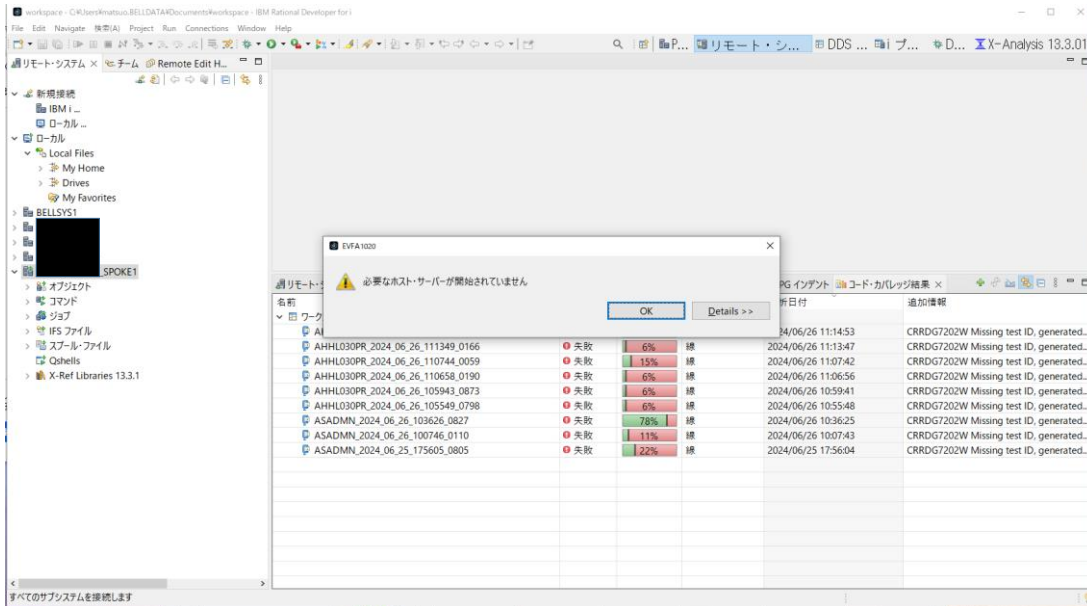 workspace - C:¥Users¥matsuo.BELLDATA¥Documents¥workspace - IBM Rational Developer for i
File Edit Navigate 検索(A) Project Run Connections Window Help
P... リモート・シ... DDS ... i プ... D... X-Analysis 13.3.01
リモート・システム チーム Remote Edit H...
新規接続
IBM i ...
ローカル ...
ローカル
Local Files
My Home
Drives
My Favorites
BELLSYS1
_SPOKE1
オブジェクト
コマンド
ジョブ
IFS ファイル
スプール・ファイル
Qshells
X-Ref Libraries 13.3.1
EVFA1020
必要なホスト・サーバーが開始されていません
OK Details >>
PG インデント コード・カバレッジ結果
名前 析日付 追加情報
24/06/26 11:14:53 CRRDG7202W Missing test ID, generated...
AHHL030PR_2024_06_26_111349_0166 失敗 6% 線 2024/06/26 11:13:47 CRRDG7202W Missing test ID, generated...
AHHL030PR_2024_06_26_110744_0059 失敗 15% 線 2024/06/26 11:07:42 CRRDG7202W Missing test ID, generated...
AHHL030PR_2024_06_26_110658_0190 失敗 6% 線 2024/06/26 11:06:56 CRRDG7202W Missing test ID, generated...
AHHL030PR_2024_06_26_105943_0873 失敗 6% 線 2024/06/26 10:59:41 CRRDG7202W Missing test ID, generated...
AHHL030PR_2024_06_26_105549_0798 失敗 6% 線 2024/06/26 10:55:48 CRRDG7202W Missing test ID, generated...
ASADMN_2024_06_26_103626_0827 失敗 78% 線 2024/06/26 10:36:25 CRRDG7202W Missing test ID, generated...
ASADMN_2024_06_26_100746_0110 失敗 11% 線 2024/06/26 10:07:43 CRRDG7202W Missing test ID, generated...
ASADMN_2024_06_25_175605_0805 失敗 22% 線 2024/06/25 17:56:04 CRRDG7202W Missing test ID, generated...
すべてのサブシステムを接続します